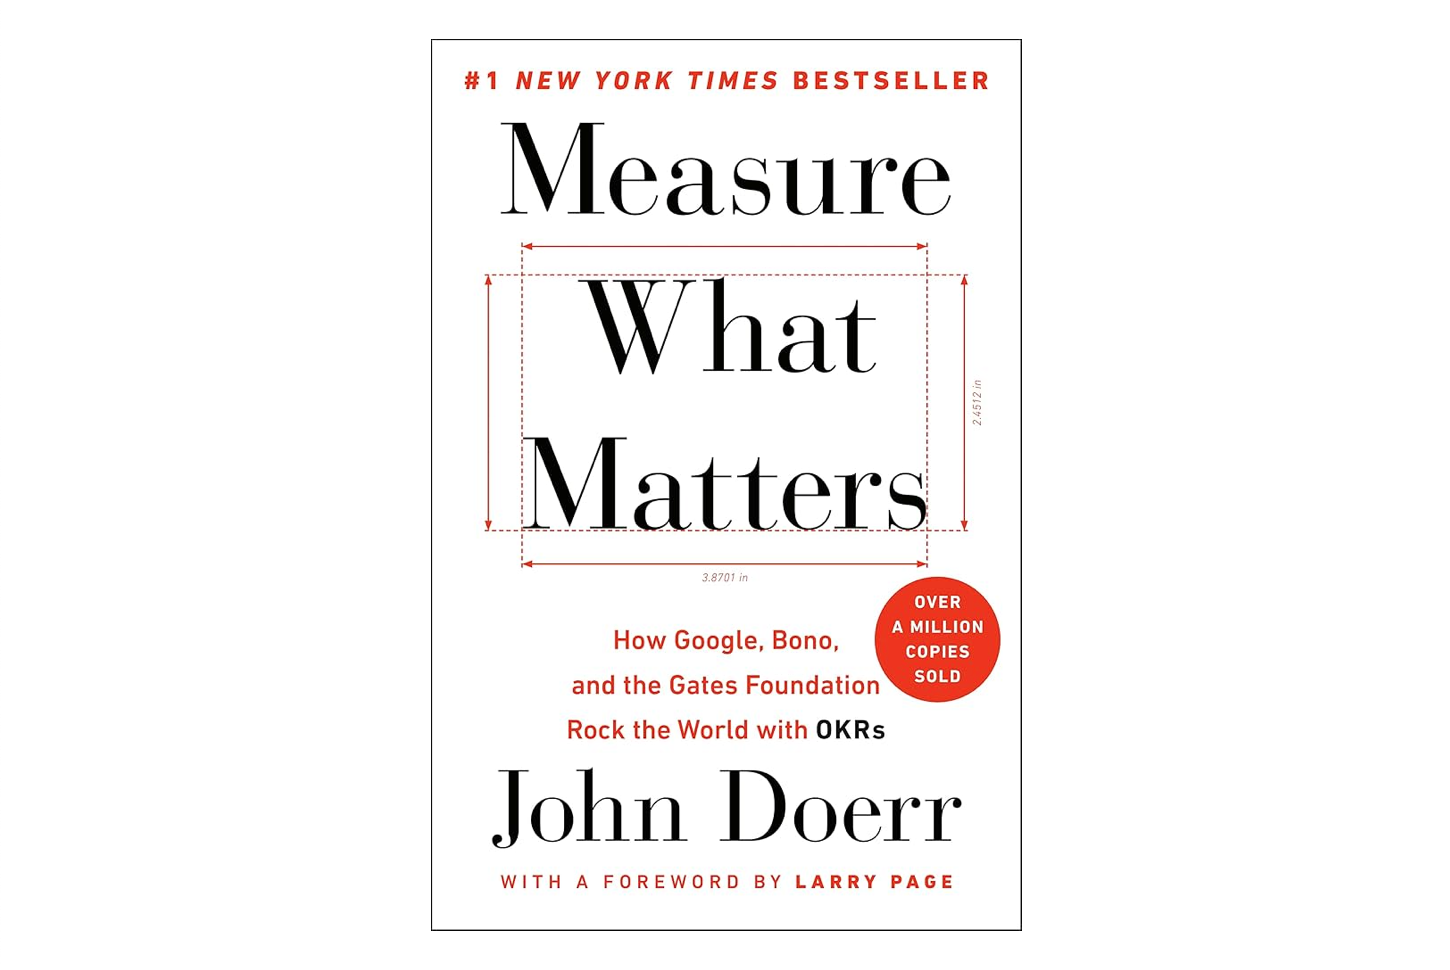 #1 NEW YORK TIMES BESTSELLER
Measure
What
Matters
2.4512 in
3.8701 in
How Google, Bono,
and the Gates Foundation
Rock the World with OKRs
OVER
A MILLION
COPIES
SOLD
John Doerr
WITH A FOREWORD BY LARRY PAGE